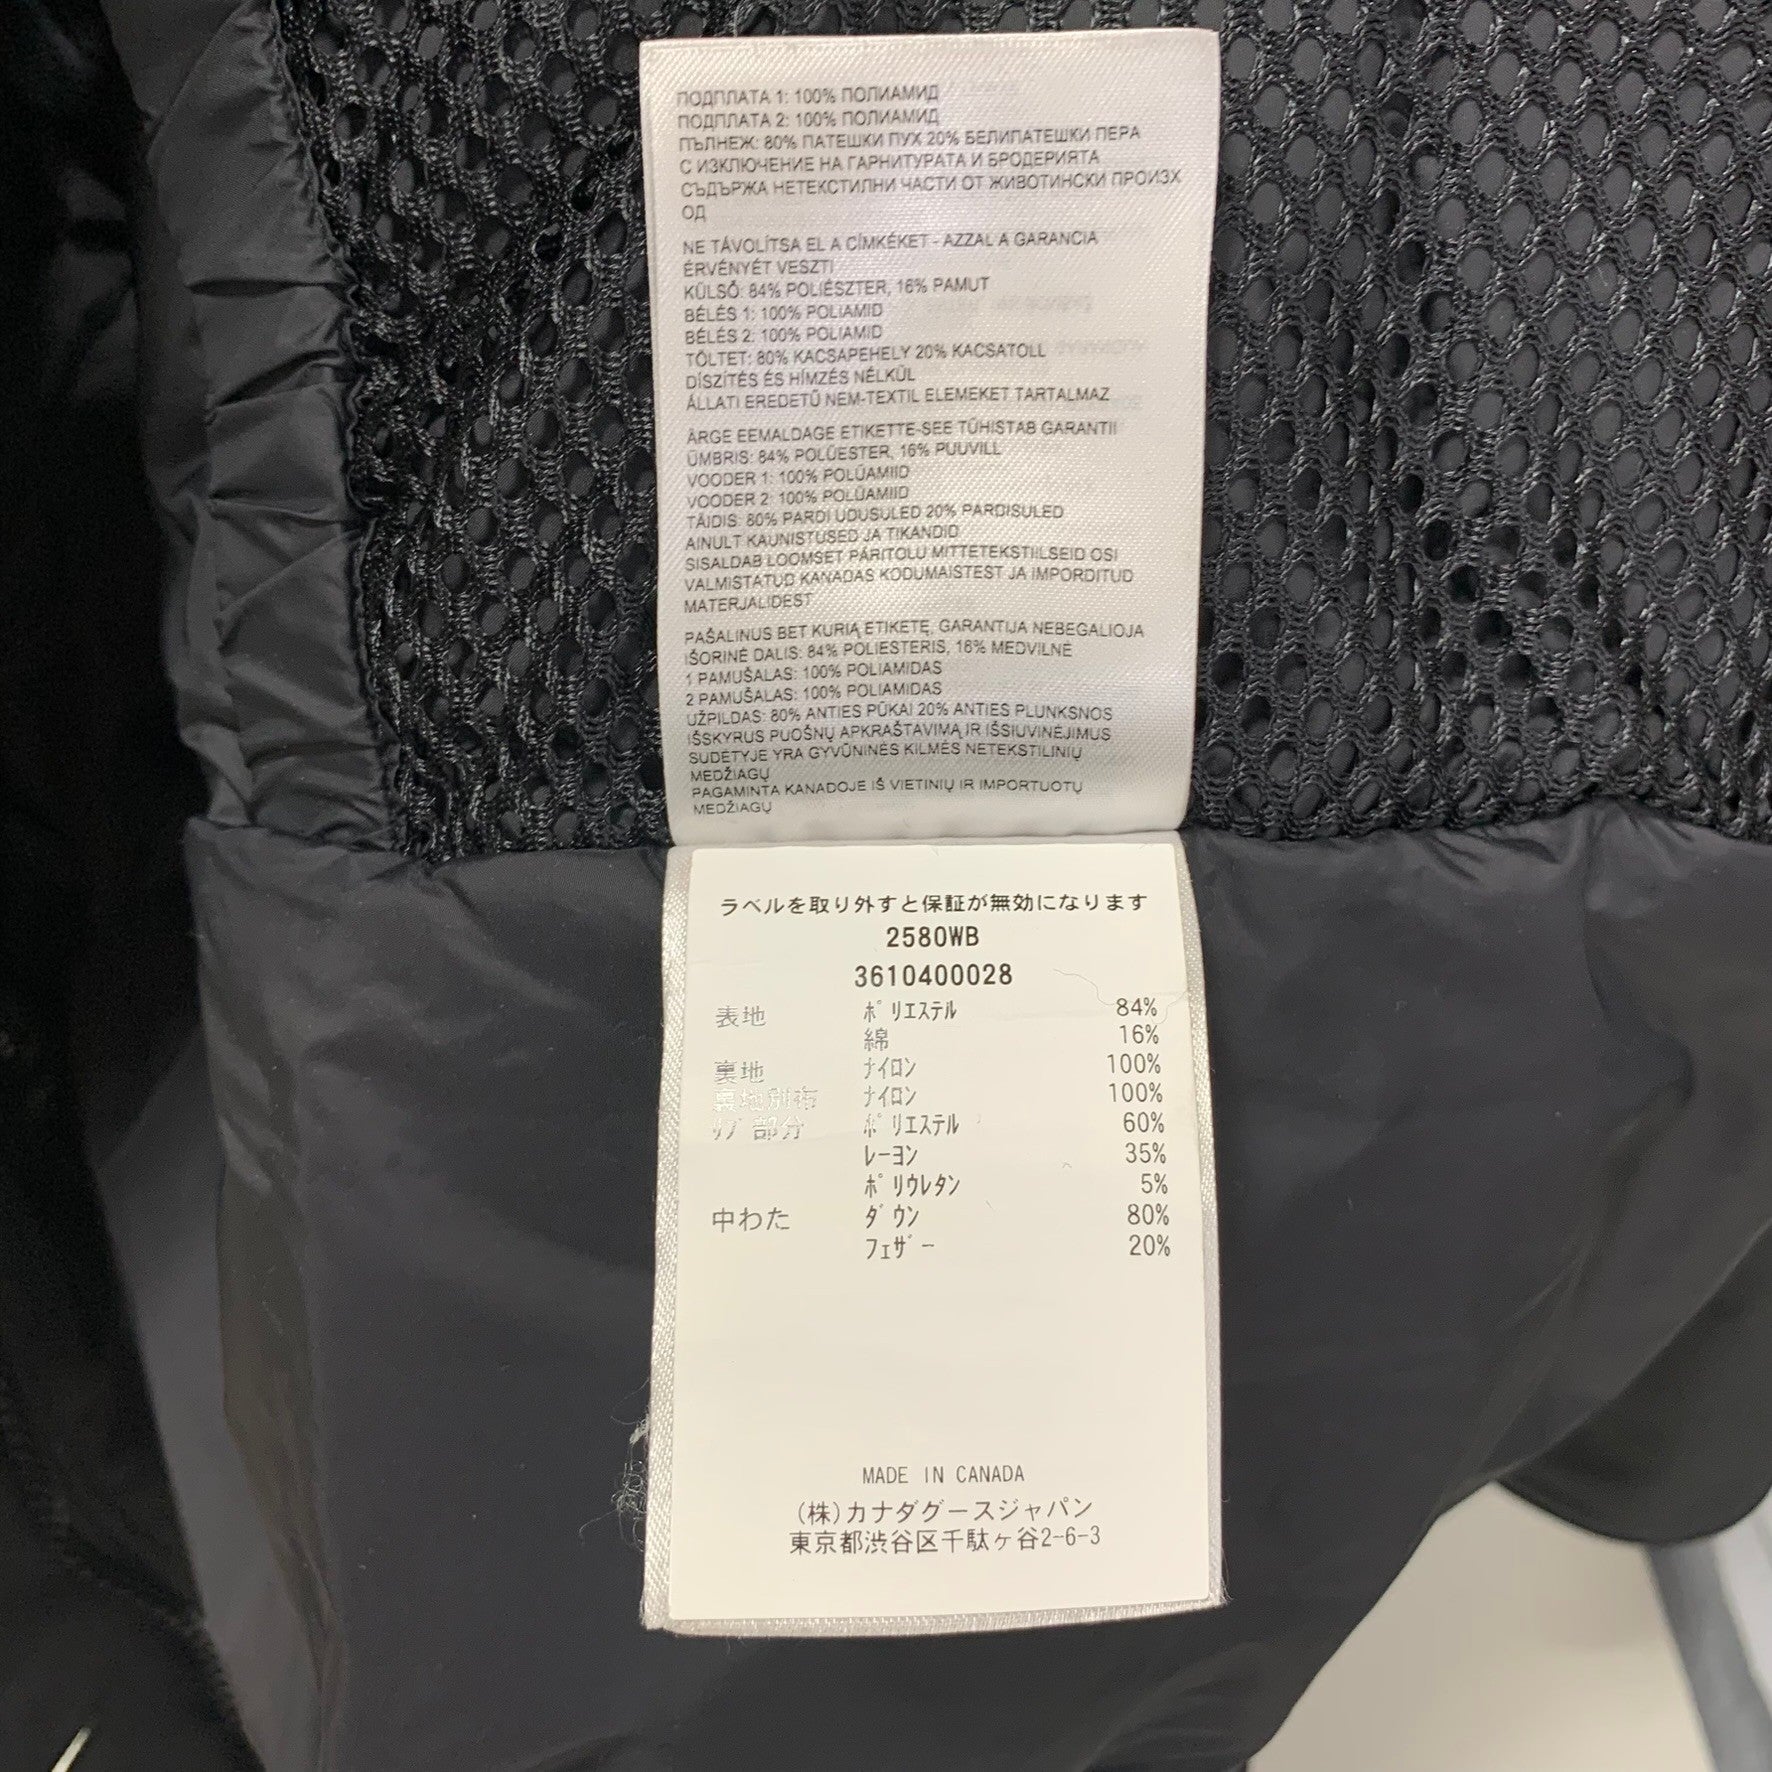 ПОДПЛАТА 1: 100% ПОЛИАМИД
ПОДПЛАТА 2: 100% ПОЛИАМИД
ПЪЛНЕЖ: 80% ПАТЕШКИ ПУХ 20% БЕЛИПАТЕШКИ ПЕРА
С ИЗКЛЮЧЕНИЕ НА ГАРНИТУРАТА И БРОДЕРИЯТА
СЪДЪРЖА НЕТЕКСТИЛНИ ЧАСТИ ОТ ЖИВОТИНСКИ ПРОИЗХ
ОД
NE TÁVOLÍTSA EL A CÍMKÉKET - AZZAL A GARANCIA
ÉRVÉNYÉT VESZTI
KÜLSŐ: 84% POLIÉSZTER, 16% PAMUT
BÉLÉS 1: 100% POLIAMID
BÉLÉS 2: 100% POLIAMID
TÖLTET: 80% KACSAPEHELY 20% KACSATOLL
DÍSZÍTÉS ÉS HÍMZÉS NÉLKÜL
ÁLLATI EREDETŰ NEM-TEXTIL ELEMEKET TARTALMAZ
ÄRGE EEMALDAGE ETIKETTE-SEE TÜHISTAB GARANTII
ÜMBRIS: 84% POLÜESTER, 16% PUUVILL
VOODER 1: 100% POLÜAMIID
VOODER 2: 100% POLÜAMIID
TÄIDIS: 80% PARDI UDUSULED 20% PARDISULED
AINULT KAUNISTUSED JA TIKANDID
SISALDAB LOOMSET PÄRITOLU MITTETEKSTIILSEID OSI
VALMISTATUD KANADAS KODUMAISTEST JA IMPORDITUD
MATERJALIDEST
PAŠALINUS BET KURIĄ ETIKETĘ, GARANTIJA NEBEGALIOJA
IŠORINĖ DALIS: 84% POLIESTERIS, 16% MEDVILNĖ
1 PAMUŠALAS: 100% POLIAMIDAS
2 PAMUŠALAS: 100% POLIAMIDAS
UŽPILDAS: 80% ANTIES PŪKAI 20% ANTIES PLUNKSNOS
IŠSKYRUS PUOŠNŲ APKRAŠTAVIMĄ IR IŠSIUVINĖJIMUS
SUDĖTYJE YRA GYVŪNINĖS KILMĖS NETEKSTILINIŲ
MEDŽIAGŲ
PAGAMINTA KANADOJE IŠ VIETINIŲ IR IMPORTUOTŲ
MEDŽIAGŲ
ラベルを取り外すと保証が無効になります
2580WB
3610400028
表地 ﾎﾟﾘｴｽﾃﾙ 84%
綿 16%
裏地 ﾅｲﾛﾝ 100%
裏地別布 ﾅｲﾛﾝ 100%
ﾘﾌﾞ部分 ﾎﾟﾘｴｽﾃﾙ 60%
ﾚｰﾖﾝ 35%
ﾎﾟﾘｳﾚﾀﾝ 5%
中わた ﾀﾞｳﾝ 80%
ﾌｪｻﾞｰ 20%
MADE IN CANADA
(株)カナダグースジャパン
東京都渋谷区千駄ヶ谷2-6-3